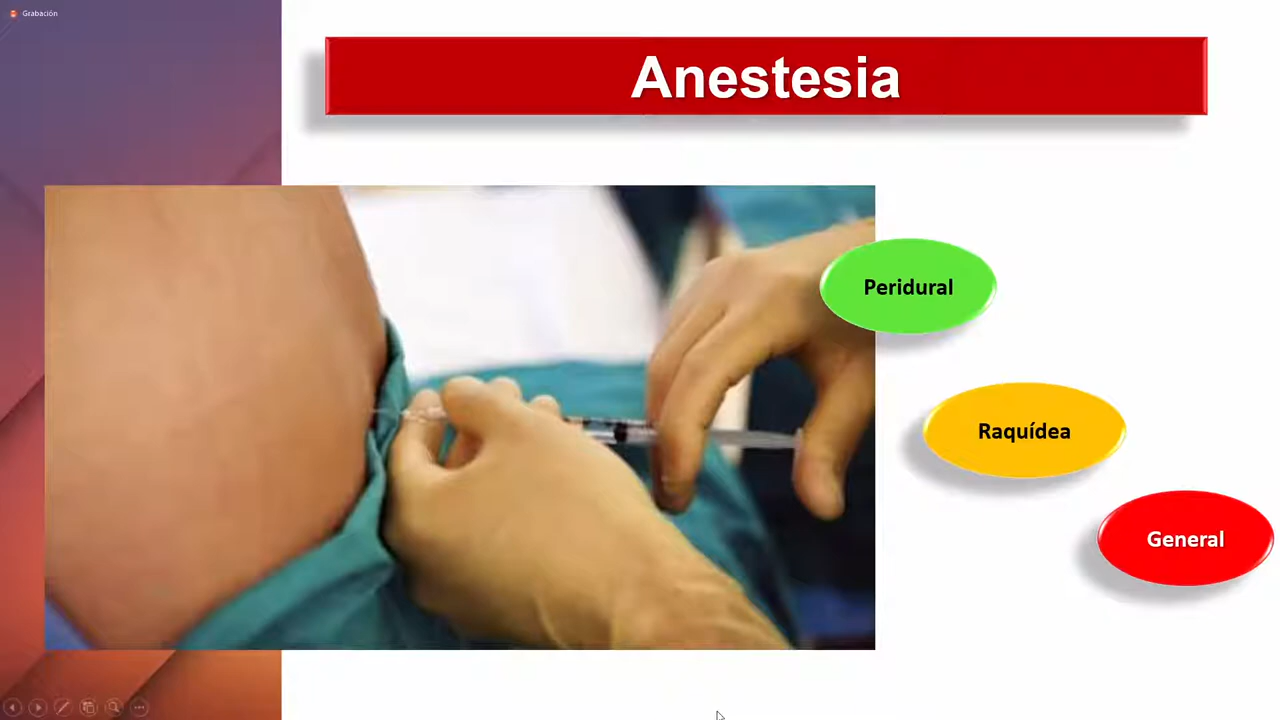 Grabación
Anestesia
Peridural
Raquídea
General